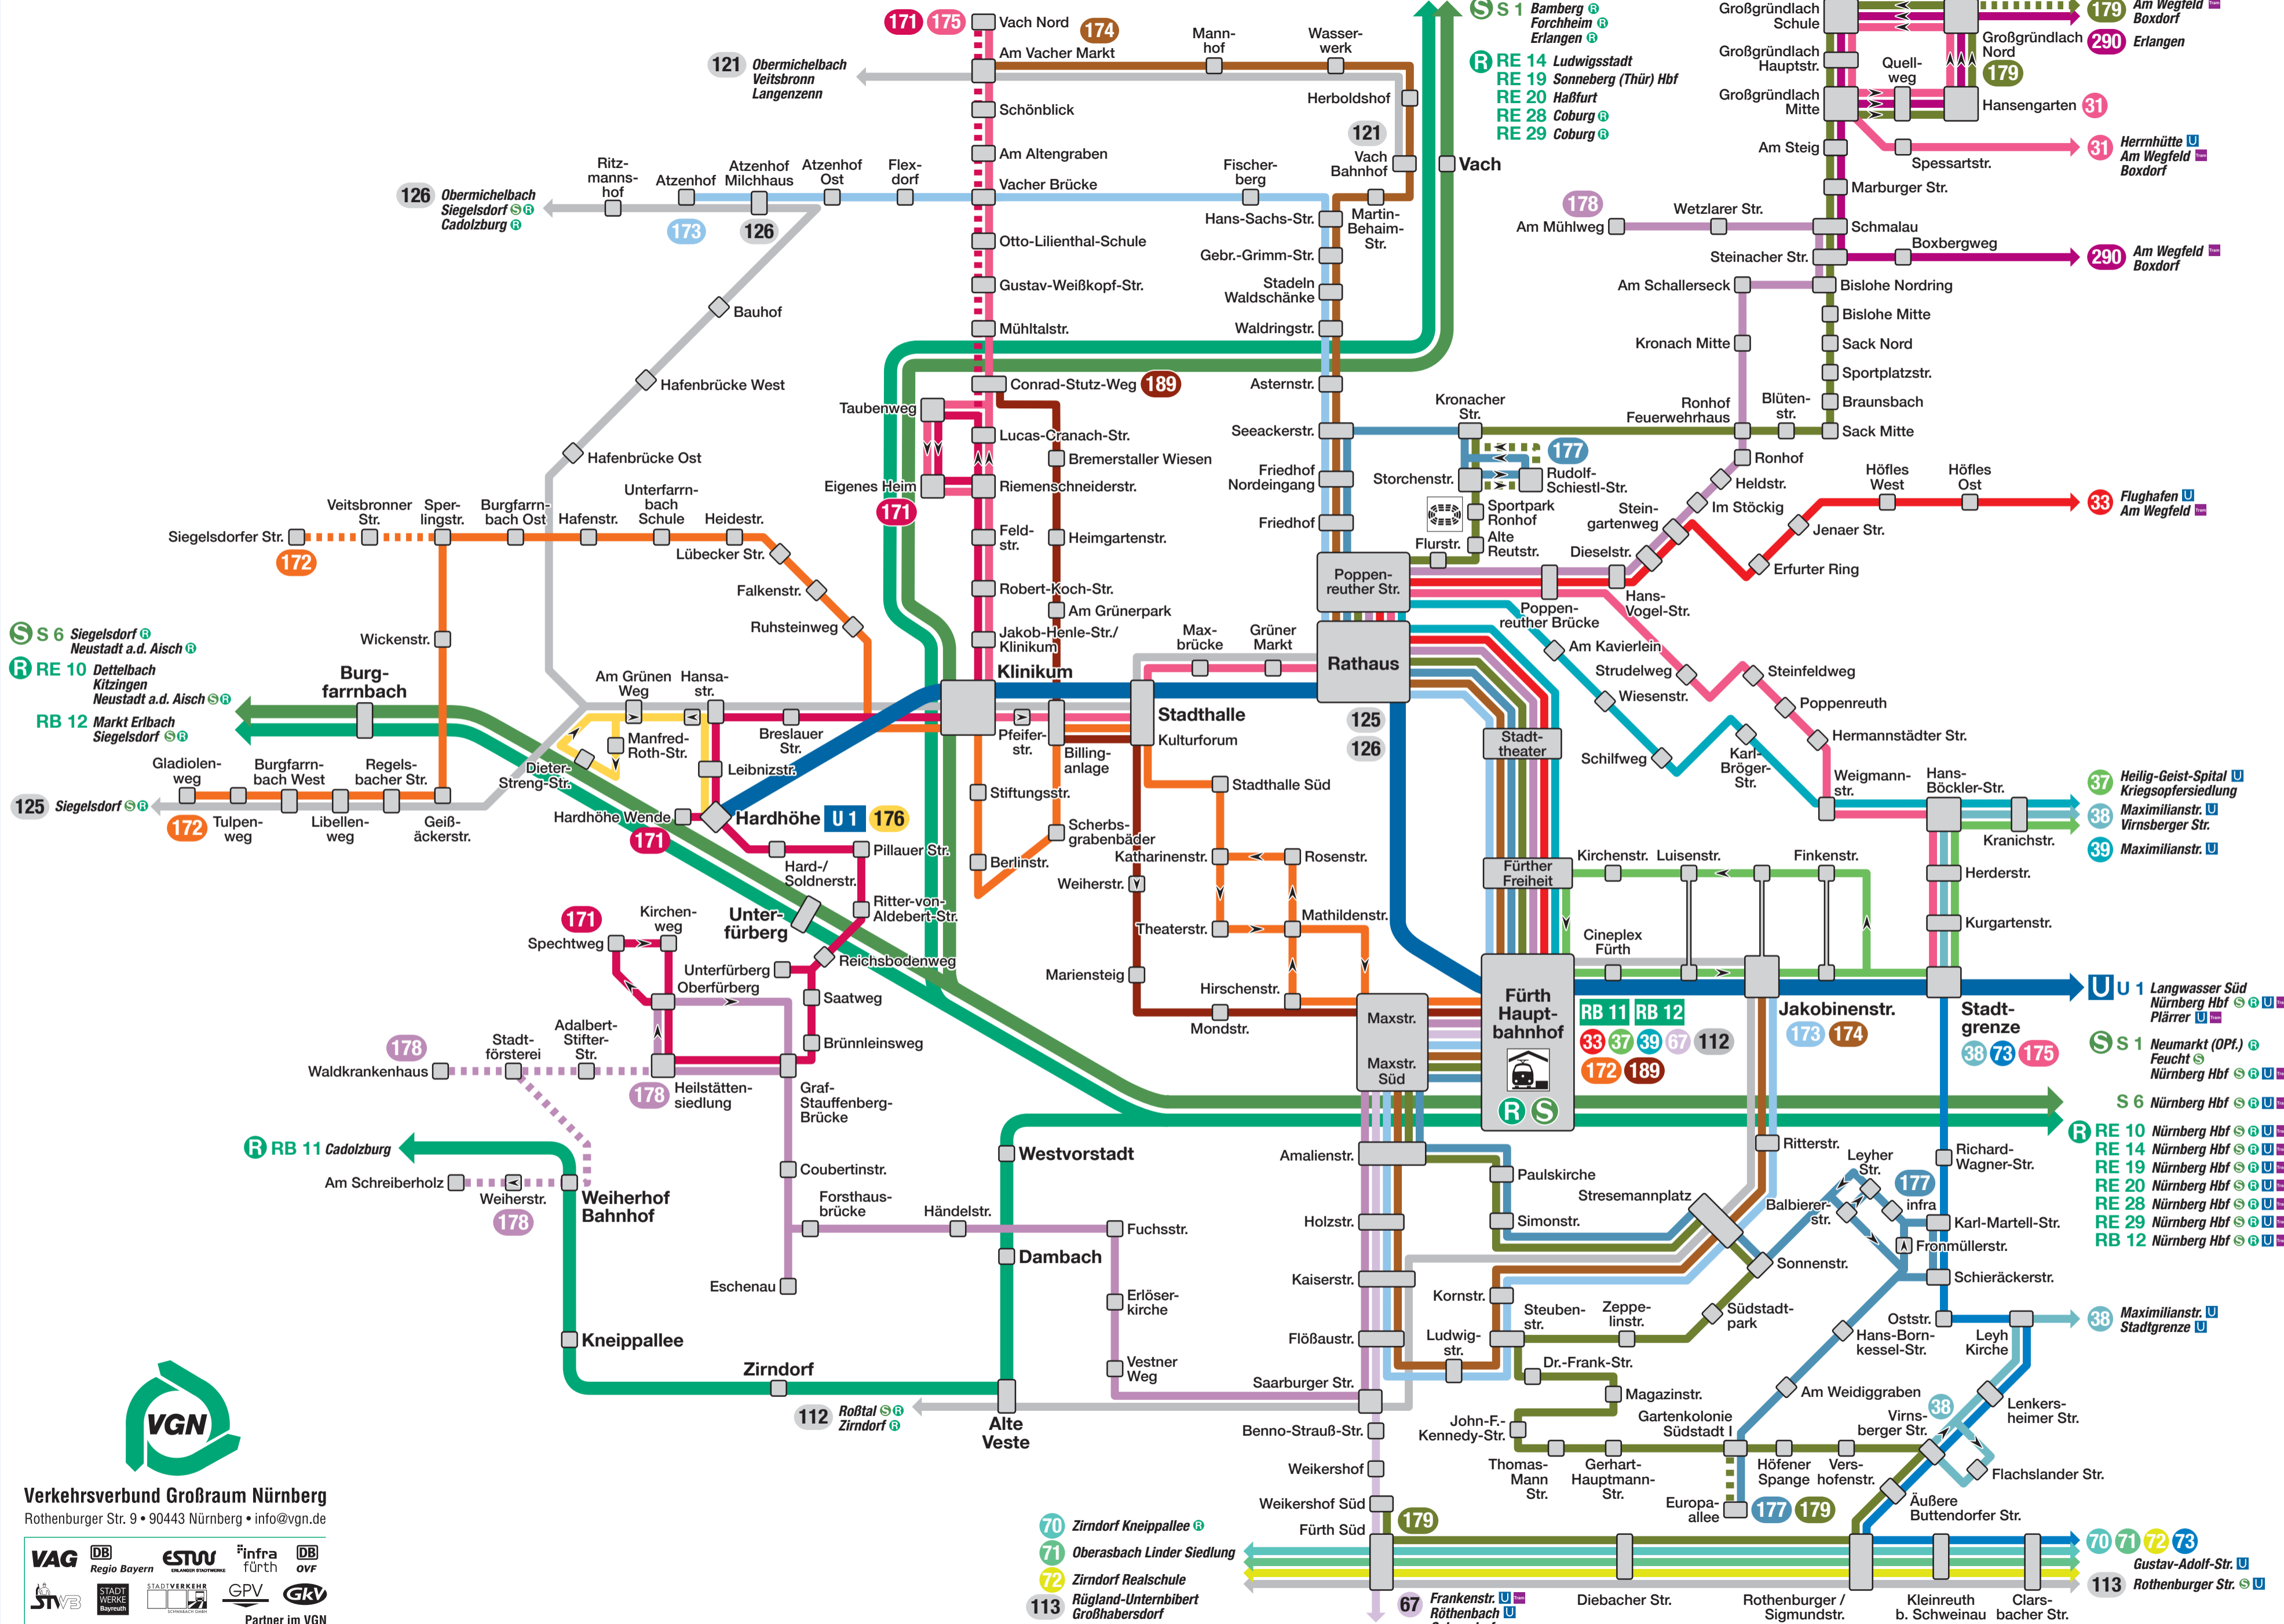 171 175 Vach Nord
174
Am Vacher Markt
Mann-
hof
Wasser-
werk
121 Obermichelbach
Veitsbronn
Langenzenn
Herboldshof
121
Vach
Bahnhof
Schönblick
Am Altengraben
Vacher Brücke
Ritz-
manns-
hof
Atzenhof
Atzenhof
Milchhaus
Atzenhof
Ost
Flex-
dorf
Fischer-
berg
126 Obermichelbach
Siegelsdorf S R
Cadolzburg R
173
126
Hans-Sachs-Str.
Martin-
Behaim-
Str.
Otto-Lilienthal-Schule
Gebr.-Grimm-Str.
Gustav-Weißkopf-Str.
Stadeln
Waldschänke
Mühltalstr.
Waldringstr.
Bauhof
Hafenbrücke West
Hafenbrücke Ost
Conrad-Stutz-Weg 189
Asternstr.
Taubenweg
Lucas-Cranach-Str.
Bremerstaller Wiesen
Seeackerstr.
Eigenes Heim
Riemenschneiderstr.
171
Friedhof
Nordeingang
Friedhof
Feld-
str.
Heimgartenstr.
Robert-Koch-Str.
Am Grünerpark
Jakob-Henle-Str./
Klinikum
Klinikum
S S 1 Bamberg R
Forchheim R
Erlangen R
R RE 14 Ludwigsstadt
RE 19 Sonneberg (Thür) Hbf
RE 20 Haßfurt
RE 28 Coburg R
RE 29 Coburg R
Vach
Großgründlach
Schule
Großgründlach
Hauptstr.
Großgründlach
Mitte
Quell-
weg
Großgründlach
Nord
179
Hansengarten 31
179 Am Wegfeld
Boxdorf
290 Erlangen
Am Steig
Spessartstr.
31 Herrnhütte U
Am Wegfeld
Boxdorf
Marburger Str.
178
Am Mühlweg
Wetzlarer Str.
Schmalau
Steinacher Str.
Boxbergweg
290 Am Wegfeld
Boxdorf
Am Schallerseck
Bislohe Nordring
Bislohe Mitte
Kronach Mitte
Sack Nord
Sportplatzstr.
Braunsbach
Ronhof
Feuerwehrhaus
Blüten-
str.
Sack Mitte
Kronacher
Str.
177
Storchenstr.
Rudolf-
Schiestl-Str.
Sportpark
Ronhof
Alte
Reutstr.
Flurstr.
Ronhof
Heldstr.
Im Stöckig
Stein-
gartenweg
Dieselstr.
Höfles
West
Höfles
Ost
33 Flughafen U
Am Wegfeld
Jenaer Str.
Erfurter Ring
Poppen-
reuther Str.
Hans-
Vogel-Str.
Poppen-
reuther Brücke
Am Kavierlein
Strudelweg
Steinfeldweg
Wiesenstr.
Poppenreuth
Hermannstädter Str.
Schilfweg
Karl-
Bröger-
Str.
Weigmann-
str.
Hans-
Böckler-Str.
Kranichstr.
37 Heilig-Geist-Spital U
Kriegsopfersiedlung
38 Maximilianstr. U
Virnsberger Str.
39 Maximilianstr. U
Siegelsdorfer Str.
172
Veitsbronner
Str.
Sper-
lingstr.
Burgfarrn-
bach Ost
Hafenstr.
Unterfarrn-
bach
Schule
Heidestr.
Lübecker Str.
Falkenstr.
Ruhsteinweg
Wickenstr.
S S 6 Siegelsdorf R
Neustadt a.d. Aisch R
R RE 10 Dettelbach
Kitzingen
Neustadt a.d. Aisch S R
RB 12 Markt Erlbach
Siegelsdorf S R
Burg-
farrnbach
Gladiolen-
weg
172
Tulpen-
weg
Burgfarrn-
bach West
Libellen-
weg
Regels-
bacher Str.
Geiß-
äckerstr.
125 Siegelsdorf S R
Am Grünen
Weg
Hansa-
str.
Manfred-
Roth-Str.
Dieter-
Streng-Str.
Breslauer
Str.
Leibnizstr.
Hardhöhe Wende
171
Hardhöhe U 1 176
Pfeifer-
str.
Billing-
anlage
Stadthalle
Kulturforum
Max-
brücke
Grüner
Markt
Rathaus
125
126
Stadt-
theater
Stadthalle Süd
Stiftungsstr.
Scherbs-
grabenbäder
Berlinstr.
Katharinenstr.
Rosenstr.
Weiherstr.
Theaterstr.
Mathildenstr.
Mariensteig
Hirschenstr.
Mondstr.
Hard-/
Soldnerstr.
Pillauer Str.
Ritter-von-
Aldebert-Str.
Unter-
fürberg
Reichsbodenweg
171
Spechtweg
Kirchen-
weg
Unterfürberg
Oberfürberg
Saatweg
Brünnleinsweg
178
Waldkrankenhaus
Stadt-
försterei
Adalbert-
Stifter-
Str.
178
Heilstätten-
siedlung
Graf-
Stauffenberg-
Brücke
R RB 11 Cadolzburg
Am Schreiberholz
Weiherstr.
178
Weiherhof
Bahnhof
Coubertinstr.
Forsthaus-
brücke
Händelstr.
Fuchsstr.
Eschenau
Westvorstadt
Dambach
Erlöser-
kirche
Vestner
Weg
Kneippallee
Zirndorf
Alte
Veste
112 Roßtal S R
Zirndorf R
Fürther
Freiheit
Kirchenstr.
Luisenstr.
Finkenstr.
Cineplex
Fürth
Herderstr.
Kurgartenstr.
Maxstr.
Maxstr.
Süd
Fürth
Haupt-
bahnhof
R S
RB 11 RB 12
33 37 39 67 112
172 189
Jakobinenstr.
173 174
Stadt-
grenze
38 73 175
U U 1 Langwasser Süd
Nürnberg Hbf S R U
Plärrer U
S S 1 Neumarkt (OPf.) R
Feucht S
Nürnberg Hbf S R U
S 6 Nürnberg Hbf S R U
R RE 10 Nürnberg Hbf S R U
RE 14 Nürnberg Hbf S R U
RE 19 Nürnberg Hbf S R U
RE 20 Nürnberg Hbf S R U
RE 28 Nürnberg Hbf S R U
RE 29 Nürnberg Hbf S R U
RB 12 Nürnberg Hbf S R U
Amalienstr.
Paulskirche
Stresemannplatz
Simonstr.
Holzstr.
Ritterstr.
Leyher
Str.
177
infra
Balbierer-
str.
Richard-
Wagner-Str.
Karl-Martell-Str.
Fronmüllerstr.
Sonnenstr.
Schieräckerstr.
Kaiserstr.
Kornstr.
Steuben-
str.
Zeppe-
linstr.
Südstadt-
park
Oststr.
Leyh
Kirche
38 Maximilianstr. U
Stadtgrenze U
Hans-Born-
kessel-Str.
Flößaustr.
Ludwig-
str.
Dr.-Frank-Str.
Magazinstr.
Am Weidiggraben
Lenkers-
heimer Str.
Saarburger Str.
John-F.-
Kennedy-Str.
Gartenkolonie
Südstadt I
Virns-
berger Str.
38
Benno-Strauß-Str.
Weikershof
Thomas-
Mann
Str.
Gerhart-
Hauptmann-
Str.
Höfener
Spange
Vers-
hofenstr.
Flachslander Str.
Weikershof Süd
Europa-
allee
177 179
Äußere
Buttendorfer Str.
Fürth Süd
179
70 Zirndorf Kneippallee R
71 Oberasbach Linder Siedlung
72 Zirndorf Realschule
113 Rügland-Unternbibert
Großhabersdorf
67 Frankenstr. U
Röthenbach U
Diebacher Str.
Rothenburger /
Sigmundstr.
Kleinreuth
b. Schweinau
Clars-
bacher Str.
70 71 72 73
Gustav-Adolf-Str. U
113 Rothenburger Str. S U
VGN
Verkehrsverbund Großraum Nürnberg
Rothenburger Str. 9 • 90443 Nürnberg • info@vgn.de
VAG
DB
Regio Bayern
ESTW
ERLANGER STADTWERKE
infra
fürth
DB
OVF
STVB
STADT
WERKE
Bayreuth
STADTVERKEHR
GPV
GKV
Partner im VGN